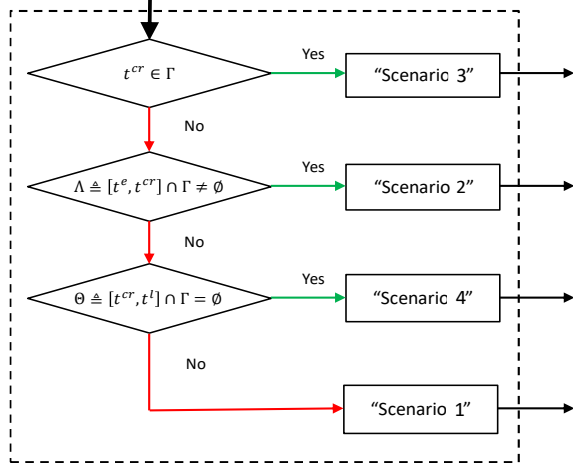 t^{cr} ∈ Γ
Yes
“Scenario 3”
No
Λ ≜ [t^e, t^{cr}] ∩ Γ ≠ ∅
Yes
“Scenario 2”
No
Θ ≜ [t^{cr}, t^l] ∩ Γ = ∅
Yes
“Scenario 4”
No
“Scenario 1”